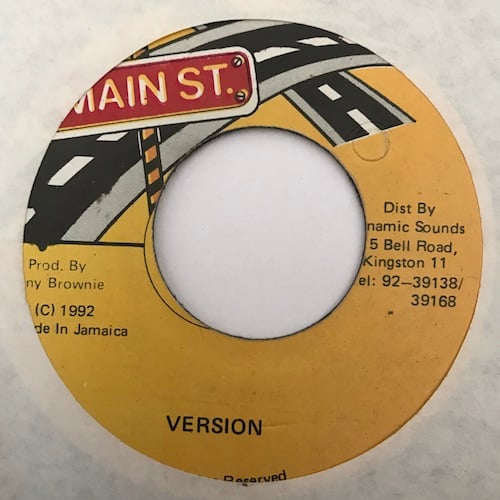 MAIN ST.
Prod. By
ny Brownie
(C) 1992
de In Jamaica
Dist By
namic Sounds
5 Bell Road,
Kingston 11
el: 92-39138/
39168
VERSION
Reserved